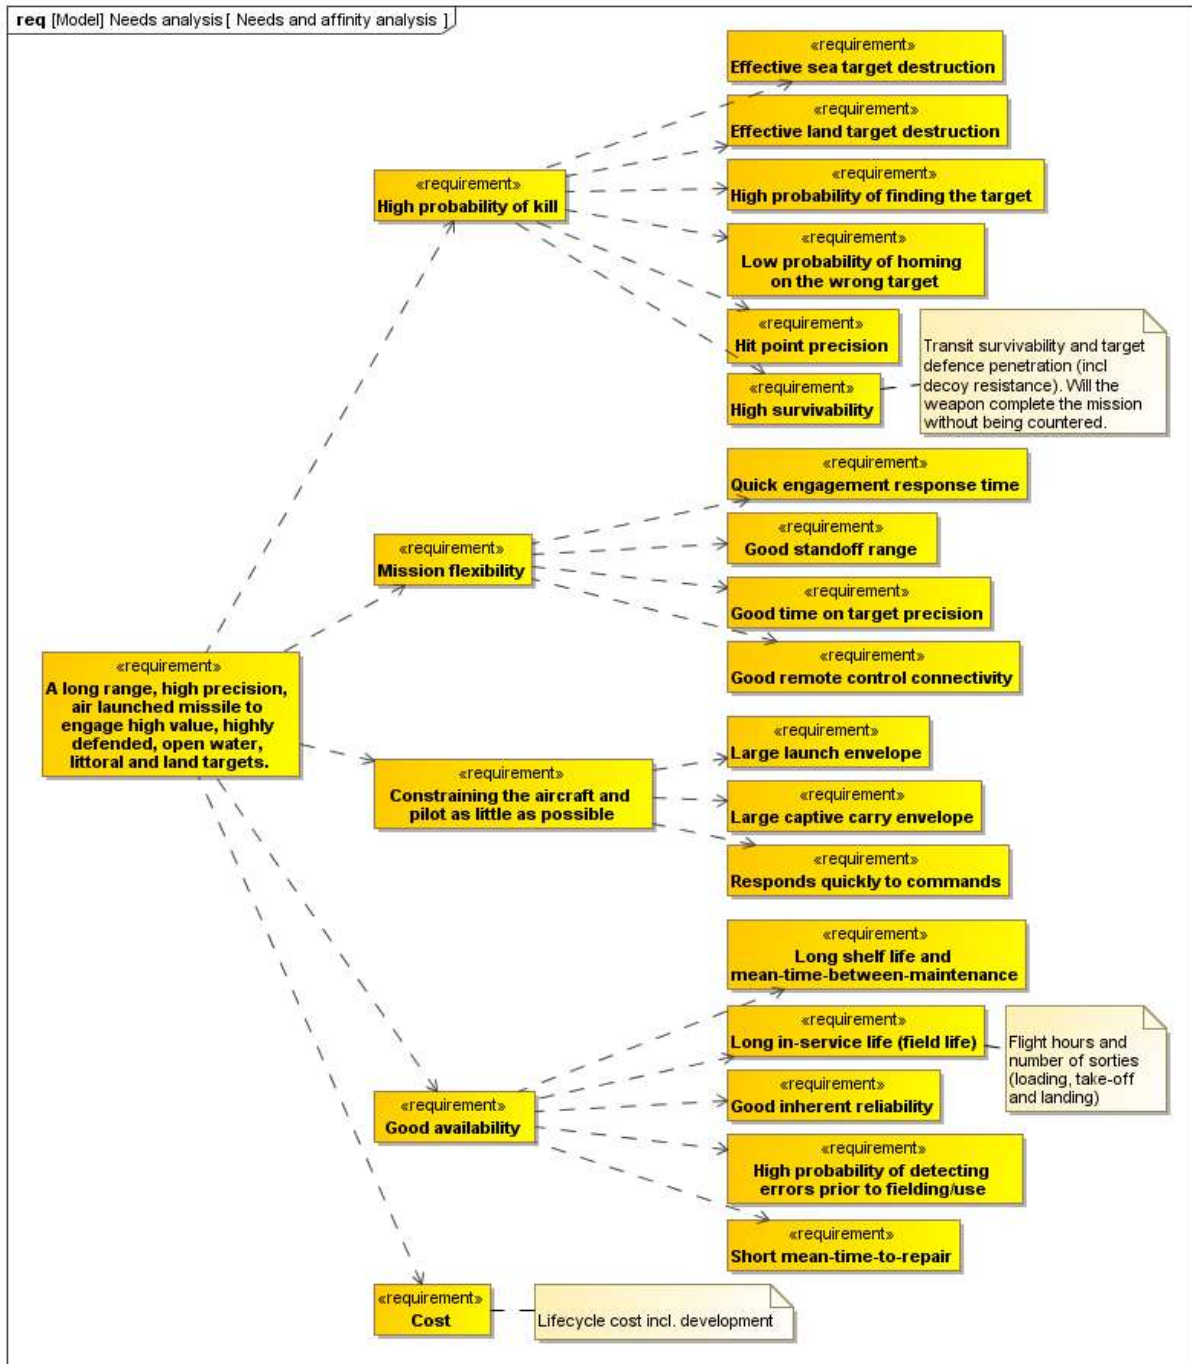 req [Model] Needs analysis [ Needs and affinity analysis ]
«requirement»
Effective sea target destruction
«requirement»
Effective land target destruction
«requirement»
High probability of kill
«requirement»
High probability of finding the target
«requirement»
Low probability of homing
on the wrong target
«requirement»
Hit point precision
«requirement»
High survivability
Transit survivability and target
defence penetration (incl
decoy resistance). Will the
weapon complete the mission
without being countered.
«requirement»
Quick engagement response time
«requirement»
Good standoff range
«requirement»
Mission flexibility
«requirement»
Good time on target precision
«requirement»
Good remote control connectivity
«requirement»
A long range, high precision,
air launched missile to
engage high value, highly
defended, open water,
littoral and land targets.
«requirement»
Large launch envelope
«requirement»
Constraining the aircraft and
pilot as little as possible
«requirement»
Large captive carry envelope
«requirement»
Responds quickly to commands
«requirement»
Long shelf life and
mean-time-between-maintenance
«requirement»
Long in-service life (field life)
Flight hours and
number of sorties
(loading, take-off
and landing)
«requirement»
Good availability
«requirement»
Good inherent reliability
«requirement»
High probability of detecting
errors prior to fielding/use
«requirement»
Short mean-time-to-repair
«requirement»
Cost
Lifecycle cost incl. development